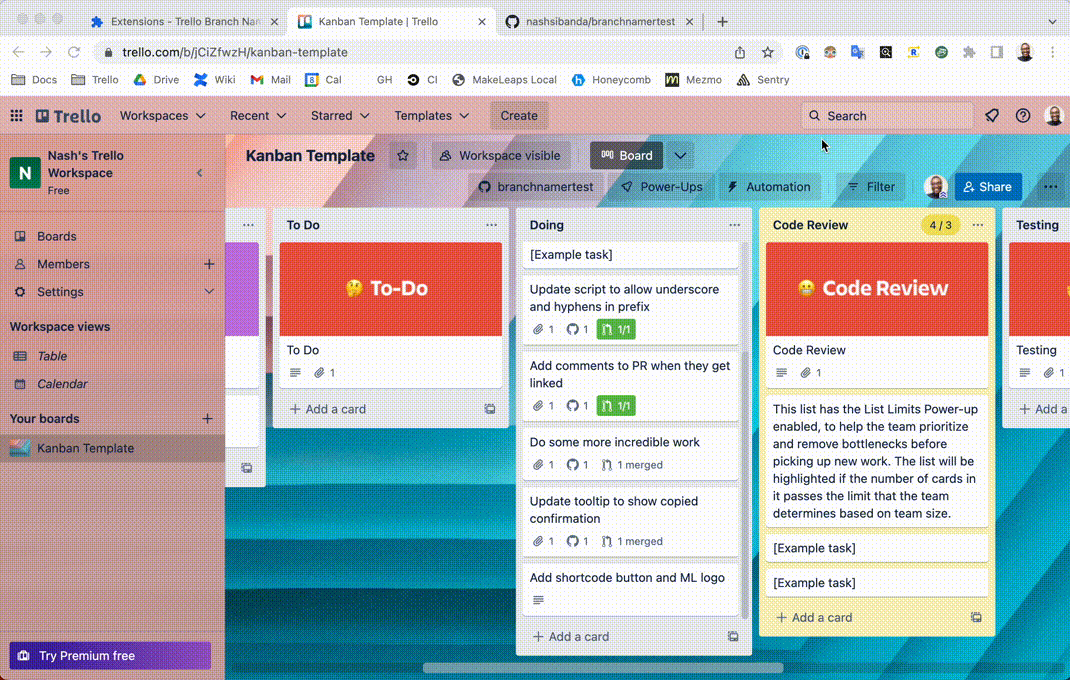 Extensions - Trello Branch Nam
Kanban Template | Trello
nashsibanda/branchnamertest
trello.com/b/jCiZfwzH/kanban-template
Docs
Trello
Drive
Wiki
Mail
Cal
GH
CI
MakeLeaps Local
Honeycomb
Mezmo
Sentry
Trello
Workspaces
Recent
Starred
Templates
Create
Search
N
Nash's Trello
Workspace
Free
Boards
Members
Settings
Workspace views
Table
Calendar
Your boards
Kanban Template
Try Premium free
Kanban Template
Workspace visible
Board
branchnamertest
Power-Ups
Automation
Filter
Share
To Do
🤔 To-Do
To Do
1
+ Add a card
Doing
[Example task]
Update script to allow underscore
and hyphens in prefix
1 1 1/1
Add comments to PR when they get
linked
1 1 1/1
Do some more incredible work
1 1 1 merged
Update tooltip to show copied
confirmation
1 1 1 merged
Add shortcode button and ML logo
+ Add a card
Code Review
4 / 3
😬 Code Review
Code Review
1
This list has the List Limits Power-up
enabled, to help the team prioritize
and remove bottlenecks before
picking up new work. The list will be
highlighted if the number of cards in
it passes the limit that the team
determines based on team size.
[Example task]
[Example task]
+ Add a card
Testing
Testing
1
+ Add a